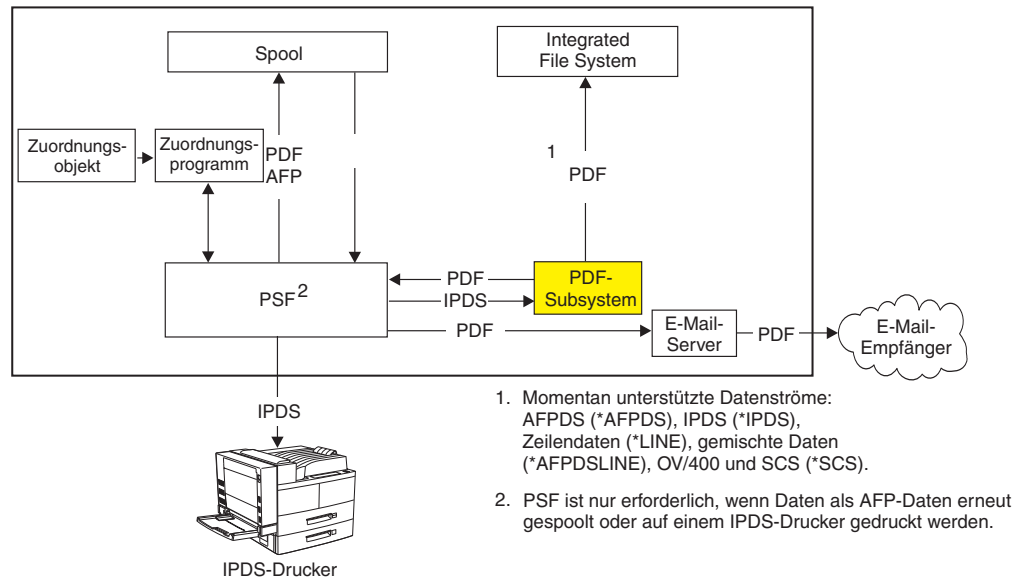 Spool
Integrated
File System
Zuordnungs-
objekt
Zuordnungs-
programm
PDF
AFP
1
PDF
PSF2
PDF
IPDS
PDF
PDF-
Subsystem
E-Mail-
Server
PDF
E-Mail-
Empfänger
IPDS
IPDS-Drucker
1. Momentan unterstützte Datenströme:
AFPDS (*AFPDS), IPDS (*IPDS),
Zeilendaten (*LINE), gemischte Daten
(*AFPDSLINE), OV/400 und SCS (*SCS).
2. PSF ist nur erforderlich, wenn Daten als AFP-Daten erneut
gespoolt oder auf einem IPDS-Drucker gedruckt werden.